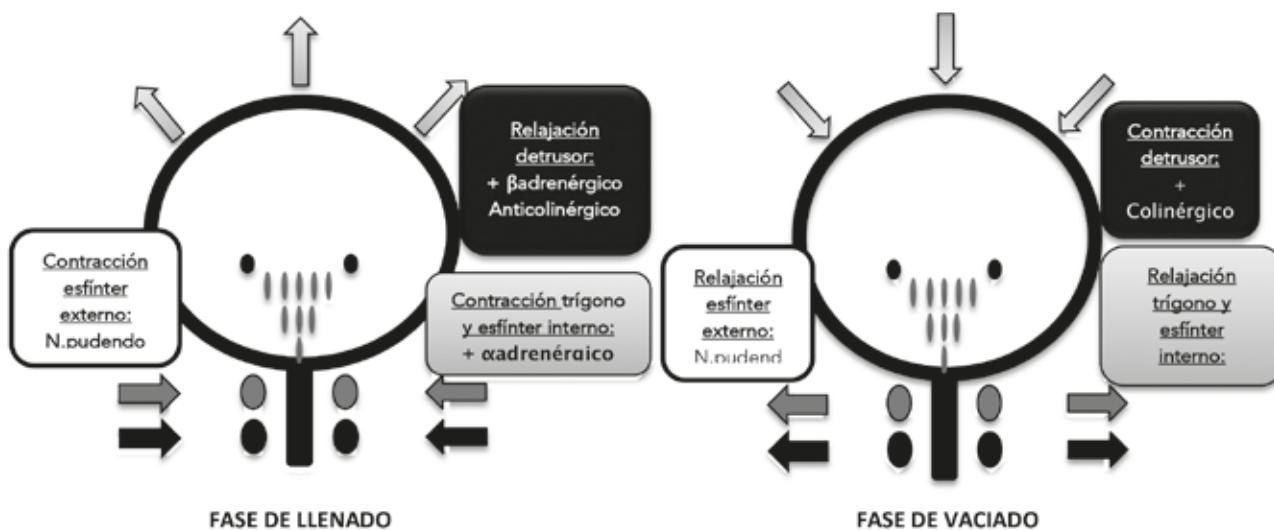 Relajación
detrusor:
+ βadrenérgico
Anticolinérgico
Contracción
esfínter
externo:
N.pudendo
Contracción trígono
y esfínter interno:
+ αadrenérgico
FASE DE LLENADO
Contracción
detrusor:
+
Colinérgico
Relajación
esfínter
externo:
N.pudend
Relajación
trígono y
esfínter
interno:
FASE DE VACIADO